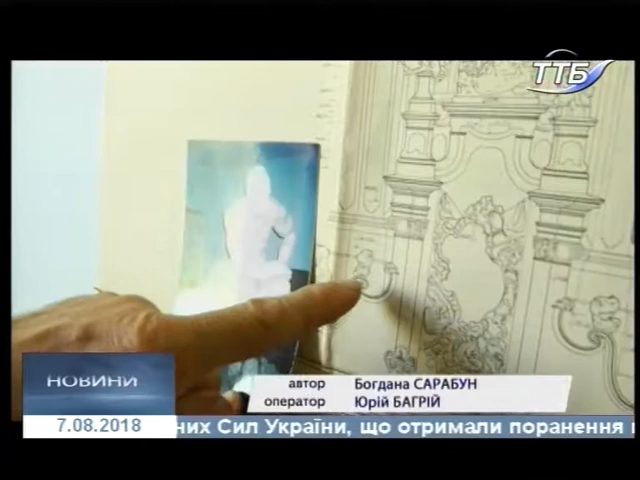 ТТБ
НОВИНИ
автор Богдана САРАБУН
оператор Юрій БАГРІЙ
7.08.2018
них Сил України, що отримали поранення